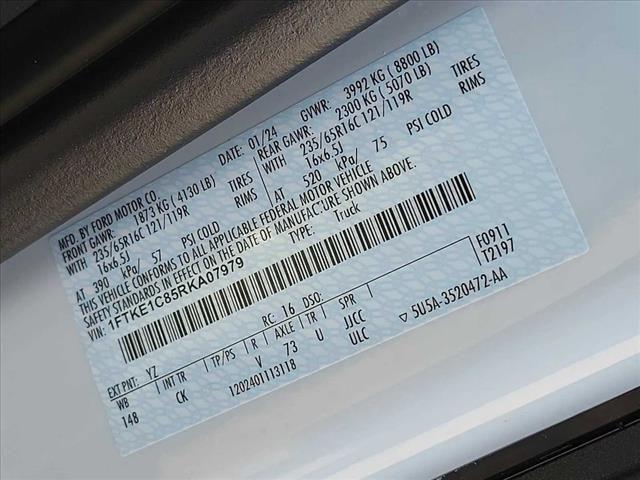 MFD. BY FORD MOTOR CO.
DATE: 01/24 GVWR: 3992 KG ( 8800 LB)
FRONT GAWR: 1873 KG ( 4130 LB) REAR GAWR: 2300 KG ( 5070 LB)
WITH 235/65R16C 121/119R TIRES WITH 235/65R16C 121/119R TIRES
16x6.5J RIMS 16x6.5J RIMS
AT 390 kPa/ 57 PSI COLD AT 520 kPa/ 75 PSI COLD
THIS VEHICLE CONFORMS TO ALL APPLICABLE FEDERAL MOTOR VEHICLE
SAFETY STANDARDS IN EFFECT ON THE DATE OF MANUFACTURE SHOWN ABOVE.
VIN: 1FTKE1C85RKA07979 TYPE: Truck
F0911
T2197
EXT PNT: YZ RC: 16 DSO:
WB INT TR TP/PS R AXLE TR SPR
148 CK V 73 U JJCC
ULC
1202401113118
5U5A-3520472-AA